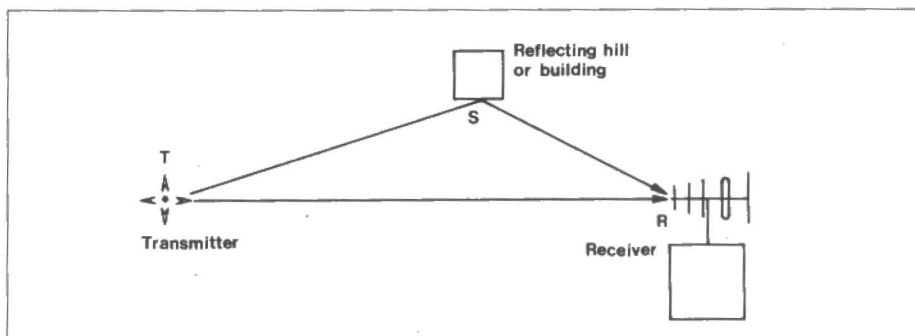 Reflecting hill
or building
S
T
R
Transmitter
Receiver